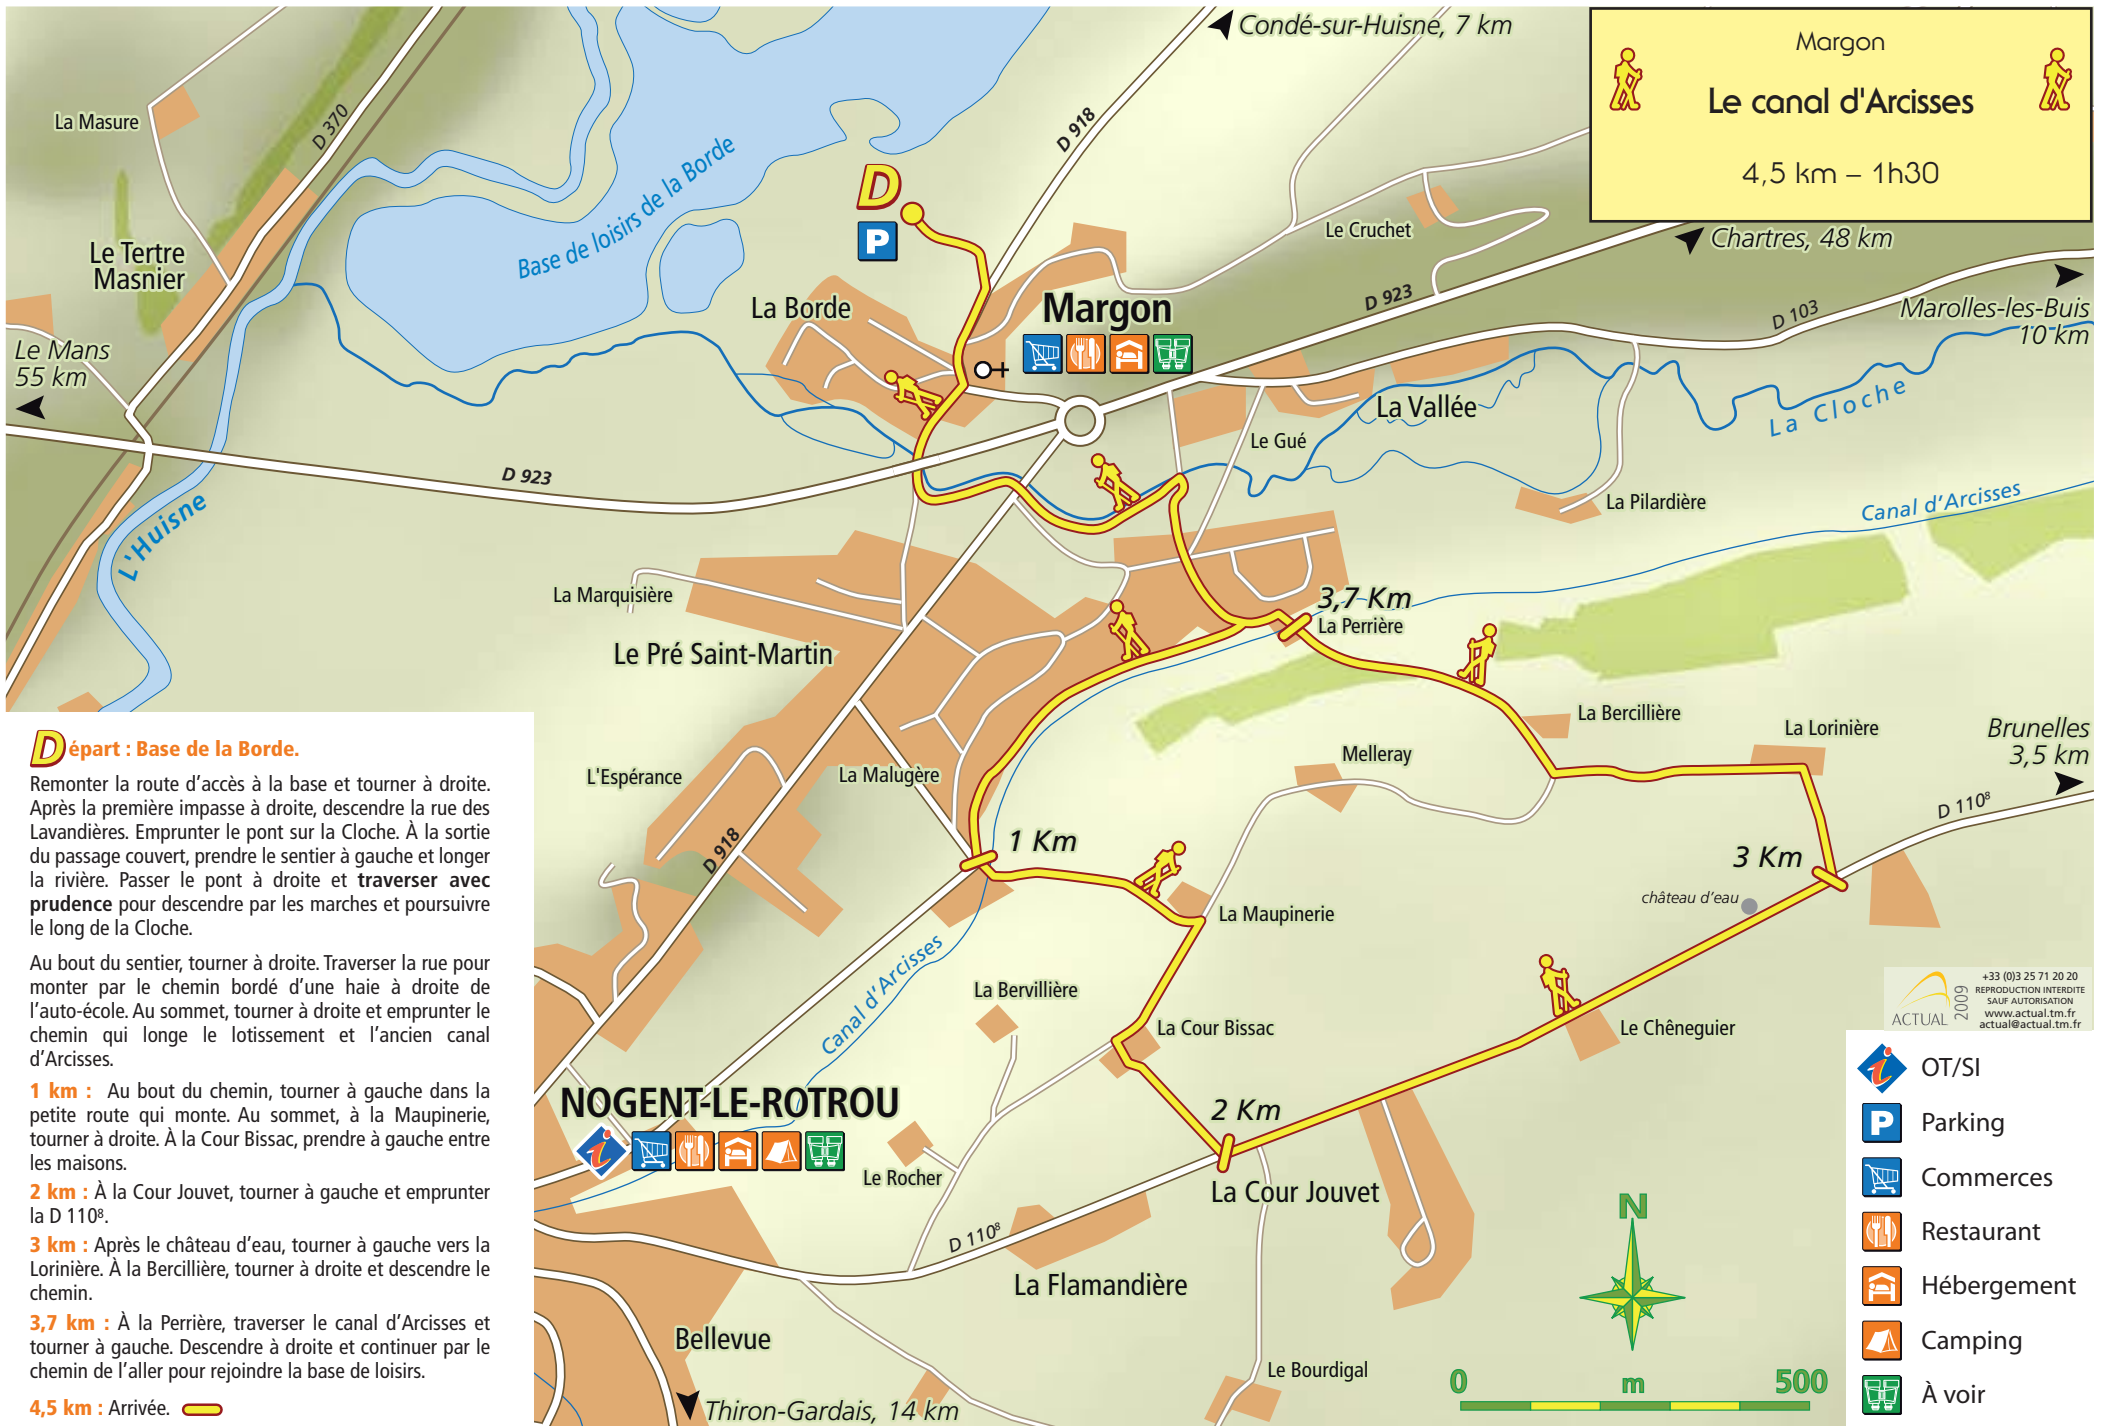 Condé-sur-Huisne, 7 km
Margon
Le canal d'Arcisses
4,5 km – 1h30
La Masure
D 370
D 918
Base de loisirs de la Borde
D
P
Le Cruchet
Chartres, 48 km
Le Tertre
Masnier
La Borde
Margon
D 923
D 103
Marolles-les-Buis
10 km
Le Mans
55 km
La Vallée
La Cloche
Le Gué
D 923
L'Huisne
La Pilardière
Canal d'Arcisses
La Marquisière
3,7 Km
La Perrière
Le Pré Saint-Martin
La Bercillière
La Lorinière
Brunelles
3,5 km
Melleray
L'Espérance
La Malugère
D 918
1 Km
3 Km
D 110⁸
château d'eau
La Maupinerie
Canal d'Arcisses
La Bervillière
La Cour Bissac
Le Chêneguier
NOGENT-LE-ROTROU
i
2 Km
Le Rocher
La Cour Jouvet
D 110⁸
La Flamandière
Bellevue
Le Bourdigal
Thiron-Gardais, 14 km
N
0 m 500
Départ : Base de la Borde.
Remonter la route d'accès à la base et tourner à droite.
Après la première impasse à droite, descendre la rue des
Lavandières. Emprunter le pont sur la Cloche. À la sortie
du passage couvert, prendre le sentier à gauche et longer
la rivière. Passer le pont à droite et traverser avec
prudence pour descendre par les marches et poursuivre
le long de la Cloche.
Au bout du sentier, tourner à droite. Traverser la rue pour
monter par le chemin bordé d'une haie à droite de
l'auto-école. Au sommet, tourner à droite et emprunter le
chemin qui longe le lotissement et l'ancien canal
d'Arcisses.
1 km : Au bout du chemin, tourner à gauche dans la
petite route qui monte. Au sommet, à la Maupinerie,
tourner à droite. À la Cour Bissac, prendre à gauche entre
les maisons.
2 km : À la Cour Jouvet, tourner à gauche et emprunter
la D 110⁸.
3 km : Après le château d'eau, tourner à gauche vers la
Lorinière. À la Bercillière, tourner à droite et descendre le
chemin.
3,7 km : À la Perrière, traverser le canal d'Arcisses et
tourner à gauche. Descendre à droite et continuer par le
chemin de l'aller pour rejoindre la base de loisirs.
4,5 km : Arrivée.
ACTUAL 2009
+33 (0)3 25 71 20 20
REPRODUCTION INTERDITE
SAUF AUTORISATION
www.actual.tm.fr
actual@actual.tm.fr
i OT/SI
P Parking
Commerces
Restaurant
Hébergement
Camping
À voir